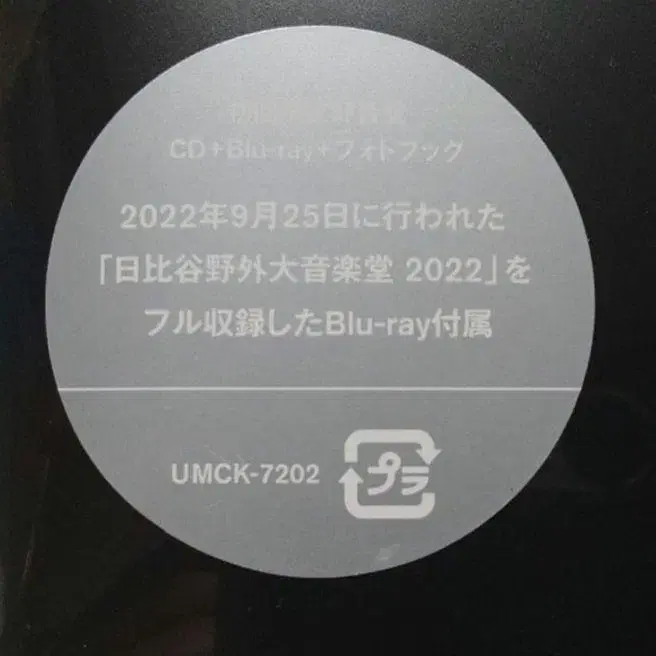 CD+Blu-ray+フォトブック
2022年9月25日に行われた
「日比谷野外大音楽堂 2022」を
フル収録したBlu-ray付属
UMCK-7202
プラ